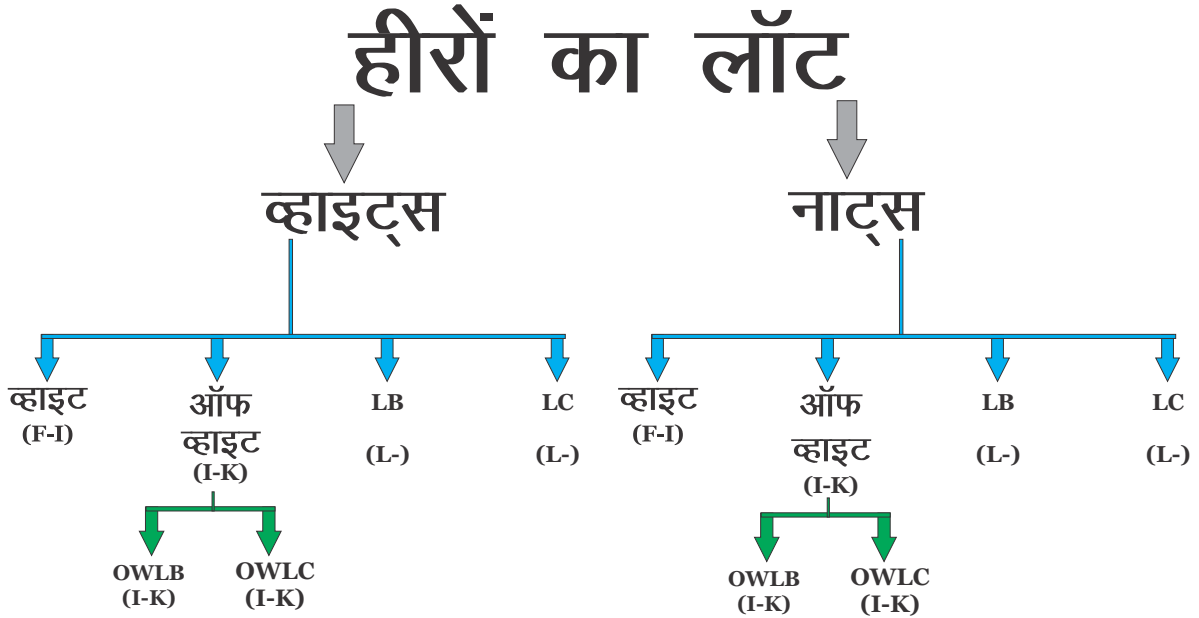 हीरों का लॉट
व्हाइट्स
नाट्स
व्हाइट
(F-I)
ऑफ
व्हाइट
(I-K)
LB
(L-)
LC
(L-)
व्हाइट
(F-I)
ऑफ
व्हाइट
(I-K)
LB
(L-)
LC
(L-)
OWLB
(I-K)
OWLC
(I-K)
OWLB
(I-K)
OWLC
(I-K)